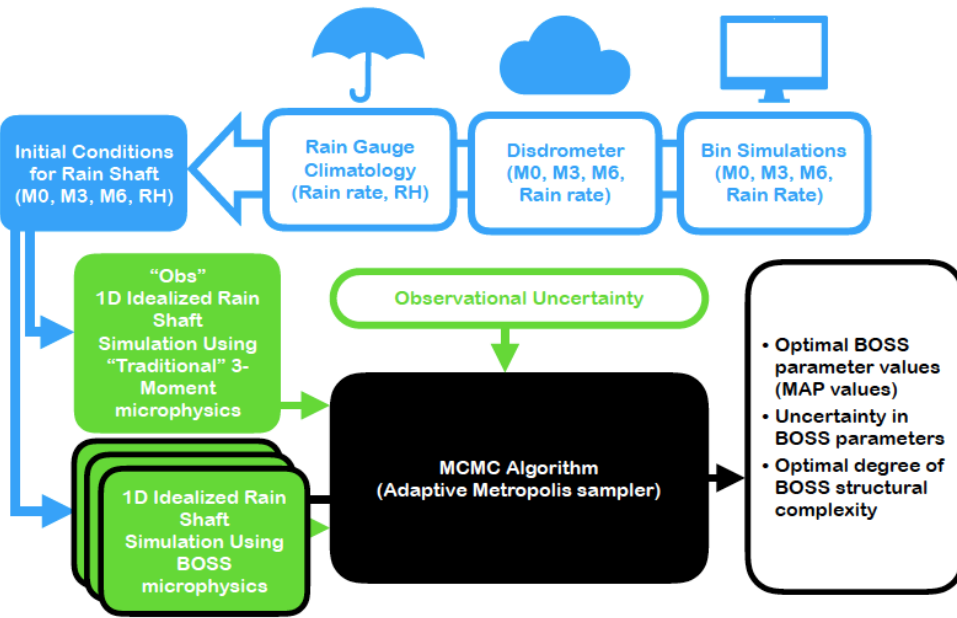 Initial Conditions
for Rain Shaft
(M0, M3, M6, RH)
Rain Gauge
Climatology
(Rain rate, RH)
Disdrometer
(M0, M3, M6,
Rain rate)
Bin Simulations
(M0, M3, M6,
Rain Rate)
“Obs”
1D Idealized Rain
Shaft
Simulation Using
“Traditional” 3-
Moment
microphysics
Observational Uncertainty
1D Idealized Rain
Shaft
Simulation Using
BOSS
microphysics
MCMC Algorithm
(Adaptive Metropolis sampler)
• Optimal BOSS
parameter values
(MAP values)
• Uncertainty in
BOSS parameters
• Optimal degree of
BOSS structural
complexity